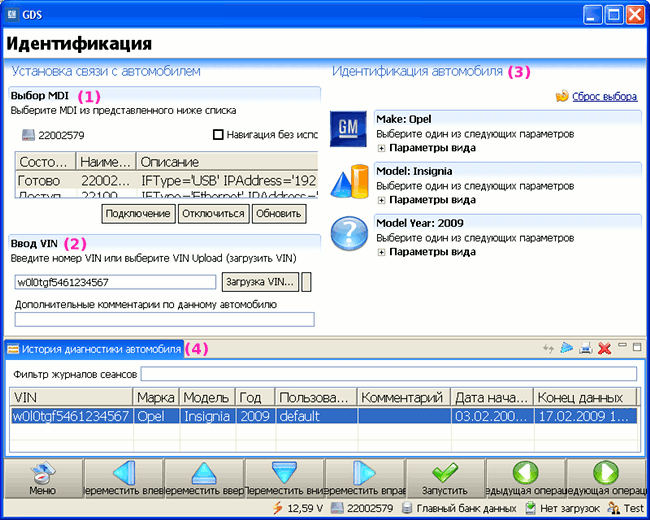 GDS
Идентификация
Установка связи с автомобилем
Выбор MDI (1)
Выберите MDI из представленного ниже списка
22002579
Навигация без испо
Состо... Наиме... Описание
Готово 22002... IFType='USB' IPAddress='192
Доступ 22100 IFType='Ethernet' IPAddress='1
Подключение Отключиться Обновить
Ввод VIN (2)
Введите номер VIN или выберите VIN Upload (загрузить VIN)
w0l0tgf5461234567
Загрузка VIN...
Дополнительные комментарии по данному автомобилю
Идентификация автомобиля (3)
Сброс выбора
GM
Make: Opel
Выберите один из следующих параметров
Параметры вида
Model: Insignia
Выберите один из следующих параметров
Параметры вида
Model Year: 2009
Выберите один из следующих параметров
Параметры вида
История диагностики автомобиля (4)
Фильтр журналов сеансов
VIN Марка Модель Год Пользова... Комментарий Дата нача... Конец данных
w0l0tgf5461234567 Opel Insignia 2009 default 03.02.200... 17.02.2009 1...
Меню
Переместить влев
Переместить ввер
Переместить вни
Переместить вправ
Запустить
едыдущая операц
едующая операци
12,59 V 22002579 Главный банк данных Нет загрузок Test